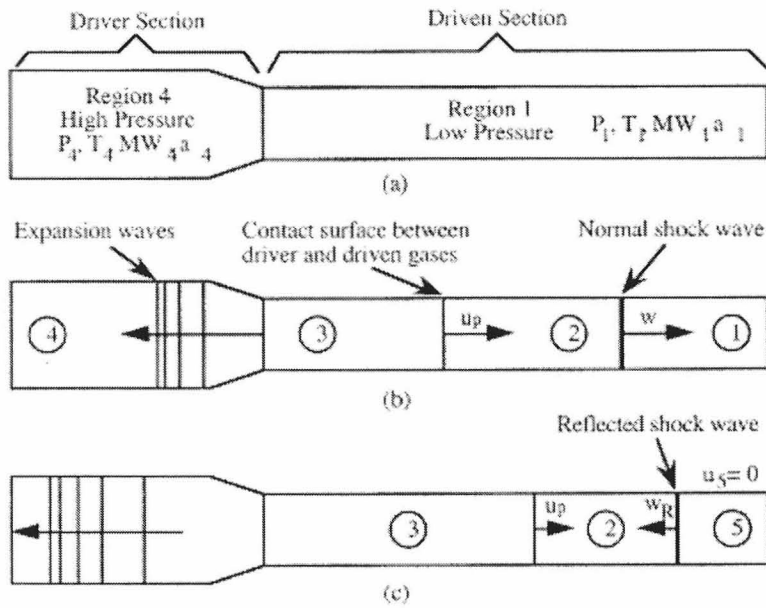 Driver Section
Driven Section
Region 4
High Pressure
P4, T4 MW4 a4
Region 1
Low Pressure
P1, T1, MW1 a1
(a)
Expansion waves
Contact surface between
driver and driven gases
Normal shock wave
4
3
up
2
w
1
(b)
Reflected shock wave
u5 = 0
3
up
2
wR
5
(c)